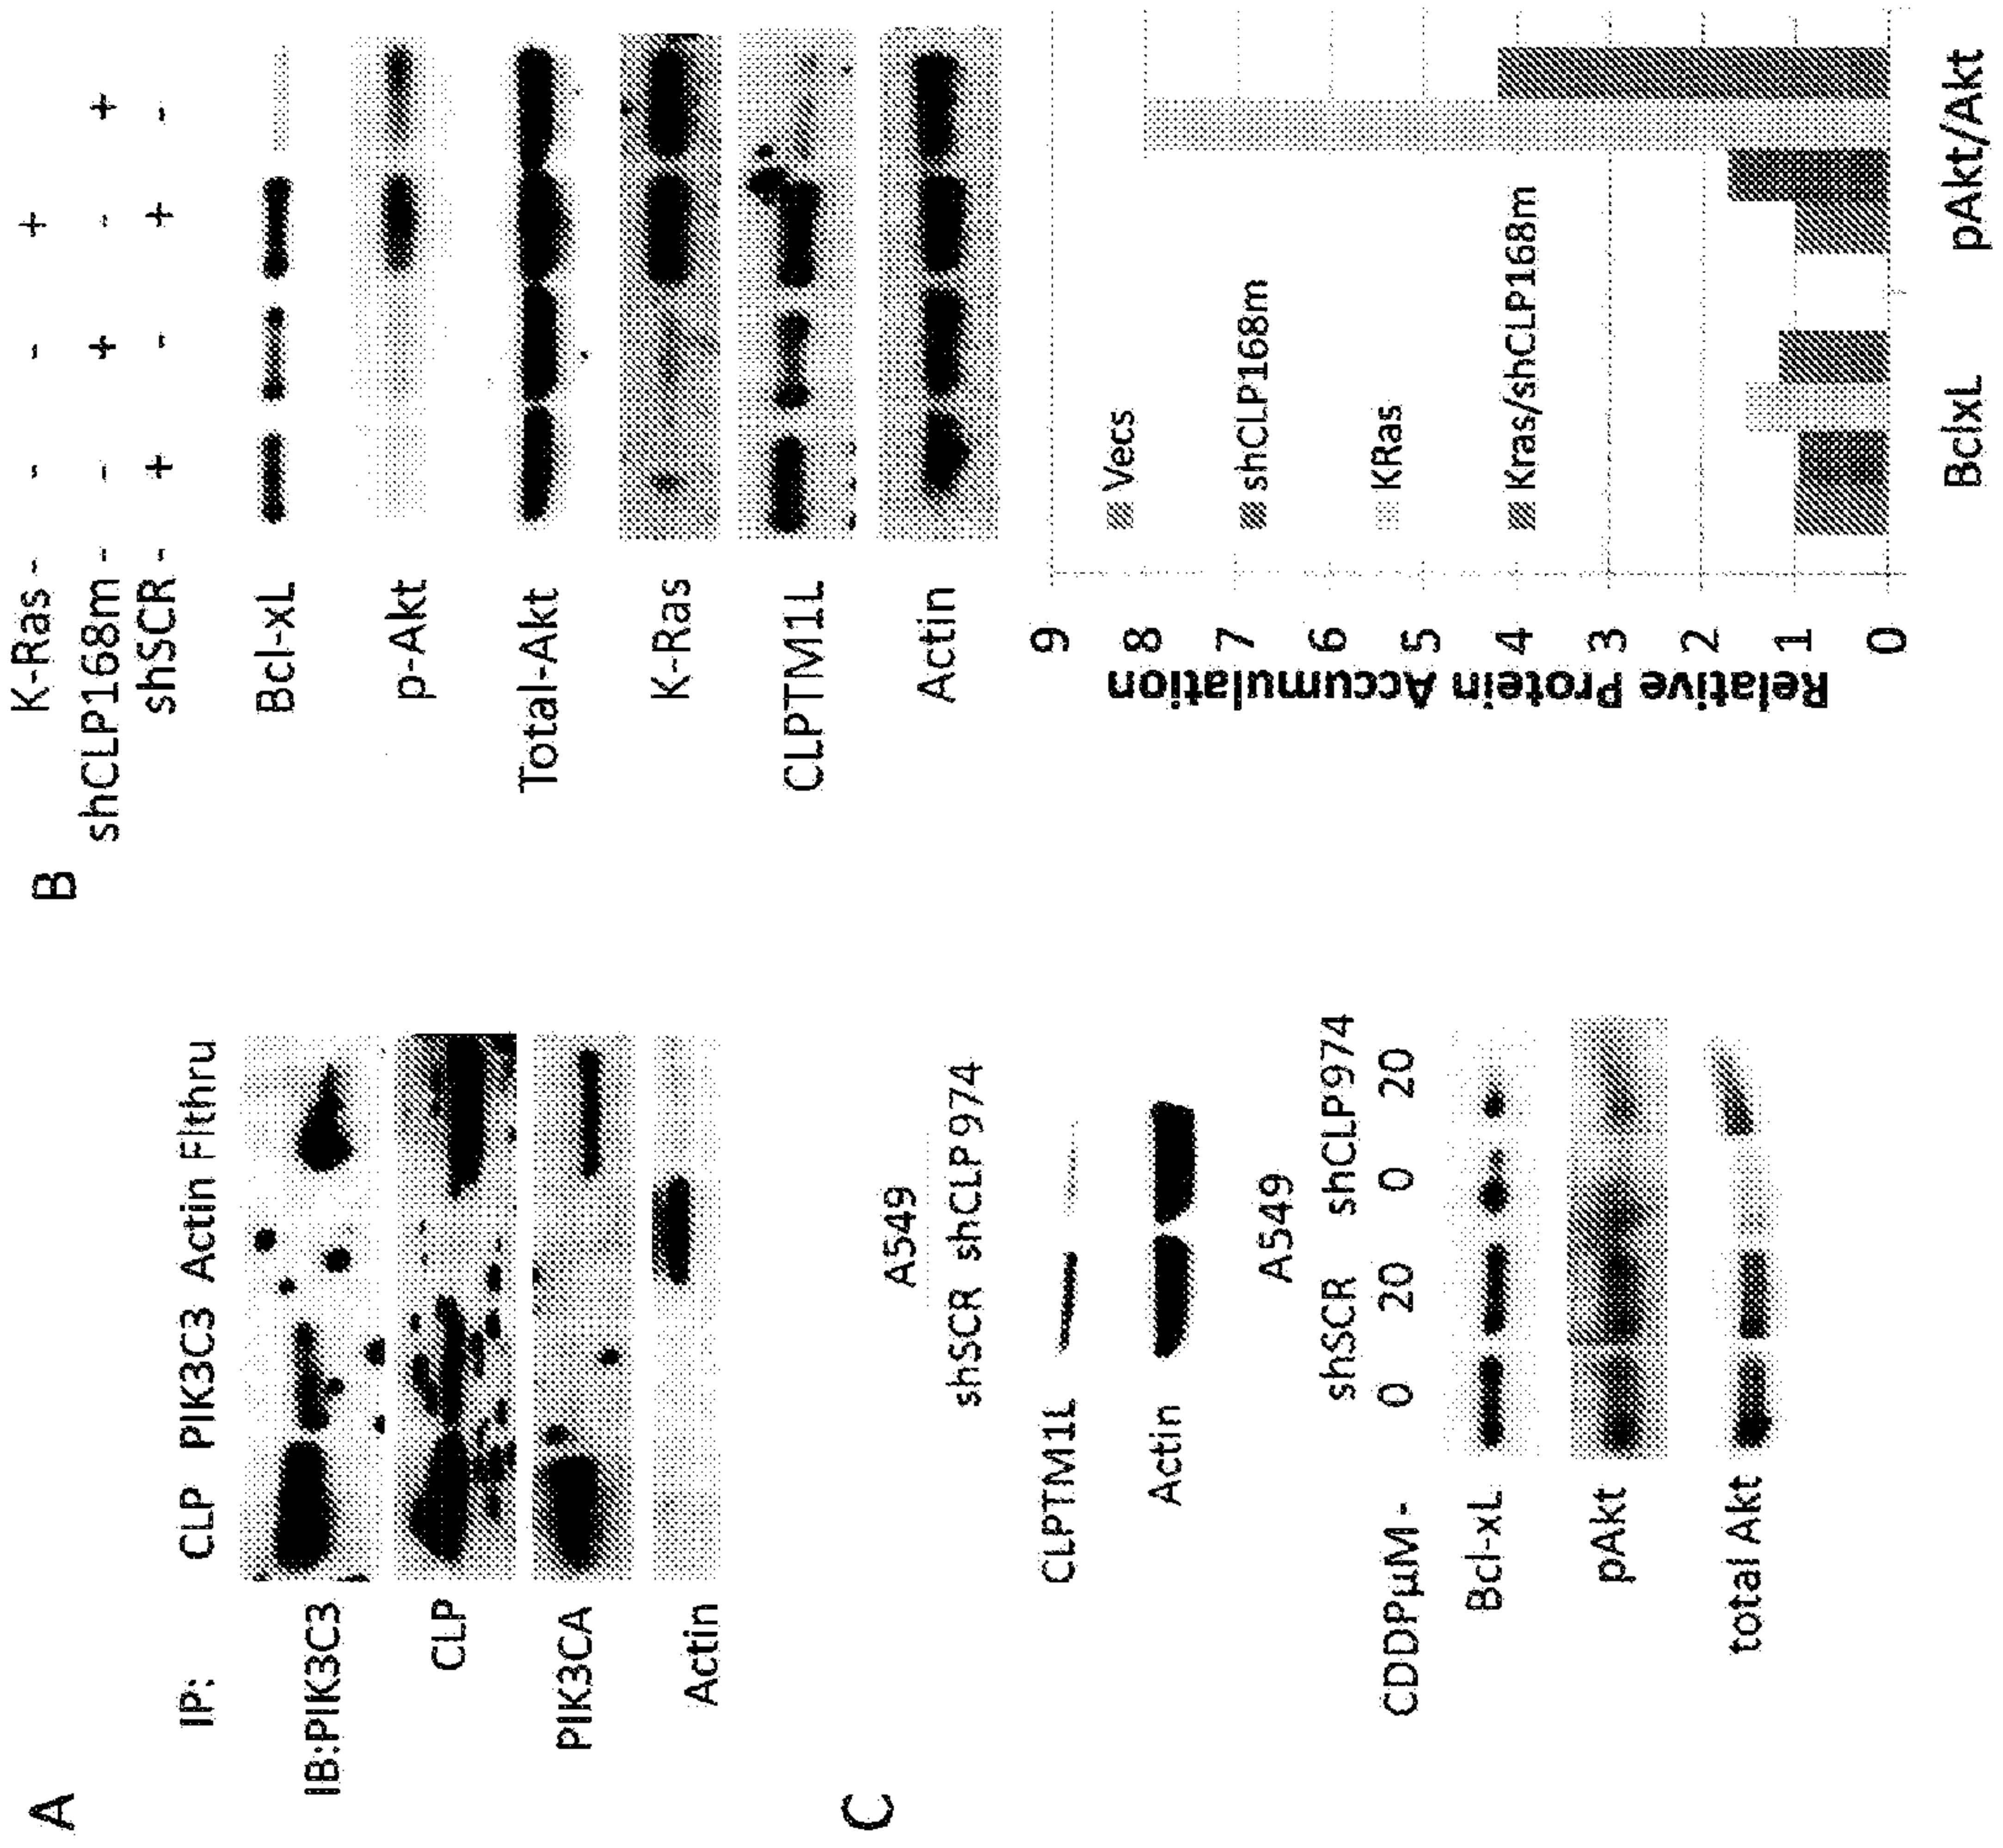 A
IP: CLP PIK3C3 Actin Flthru
IB:PIK3C3
CLP
PIK3CA
Actin
B
K-Ras - - - +
shCLP168m - - + - +
shSCR - + - + -
Bcl-xL
p-Akt
Total-Akt
K-Ras
CLPTM1L
Actin
Relative Protein Accumulation
9
8
7
6
5
4
3
2
1
0
Vecs
shCLP168m
KRas
Kras/shCLP168m
BclxL pAkt/Akt
C
A549
shSCR shCLP974
CLPTM1L
Actin
A549
shSCR shCLP974
CDDPµM - 0 20 0 20
Bcl-xL
pAkt
total Akt